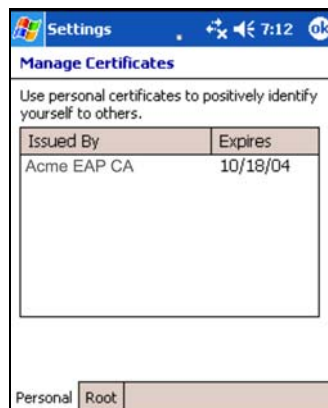 Settings 7:12 ok
Manage Certificates
Use personal certificates to positively identify
yourself to others.
Issued By Expires
Acme EAP CA 10/18/04
Personal Root